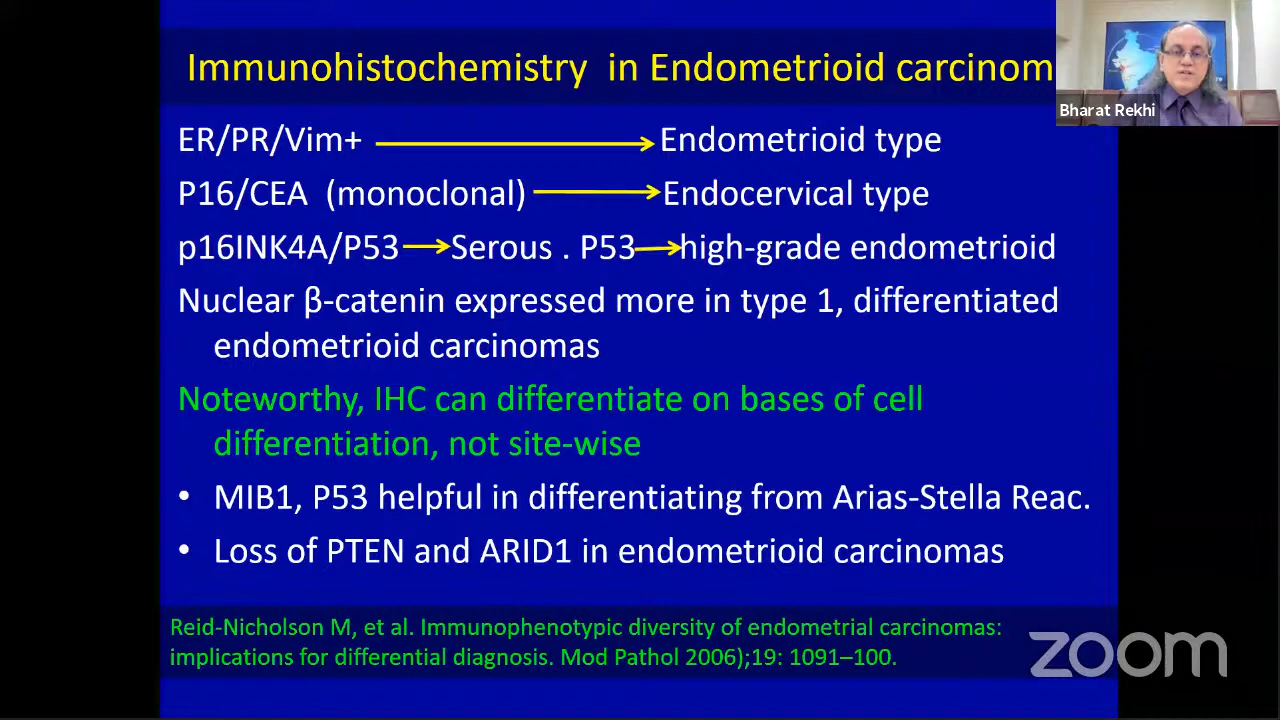 Immunohistochemistry in Endometrioid carcinom
Bharat Rekhi
ER/PR/Vim+ Endometrioid type
P16/CEA (monoclonal) Endocervical type
p16INK4A/P53 Serous . P53 high-grade endometrioid
Nuclear β-catenin expressed more in type 1, differentiated
endometrioid carcinomas
Noteworthy, IHC can differentiate on bases of cell
differentiation, not site-wise
• MIB1, P53 helpful in differentiating from Arias-Stella Reac.
• Loss of PTEN and ARID1 in endometrioid carcinomas
Reid-Nicholson M, et al. Immunophenotypic diversity of endometrial carcinomas:
implications for differential diagnosis. Mod Pathol 2006);19: 1091–100.
zoom